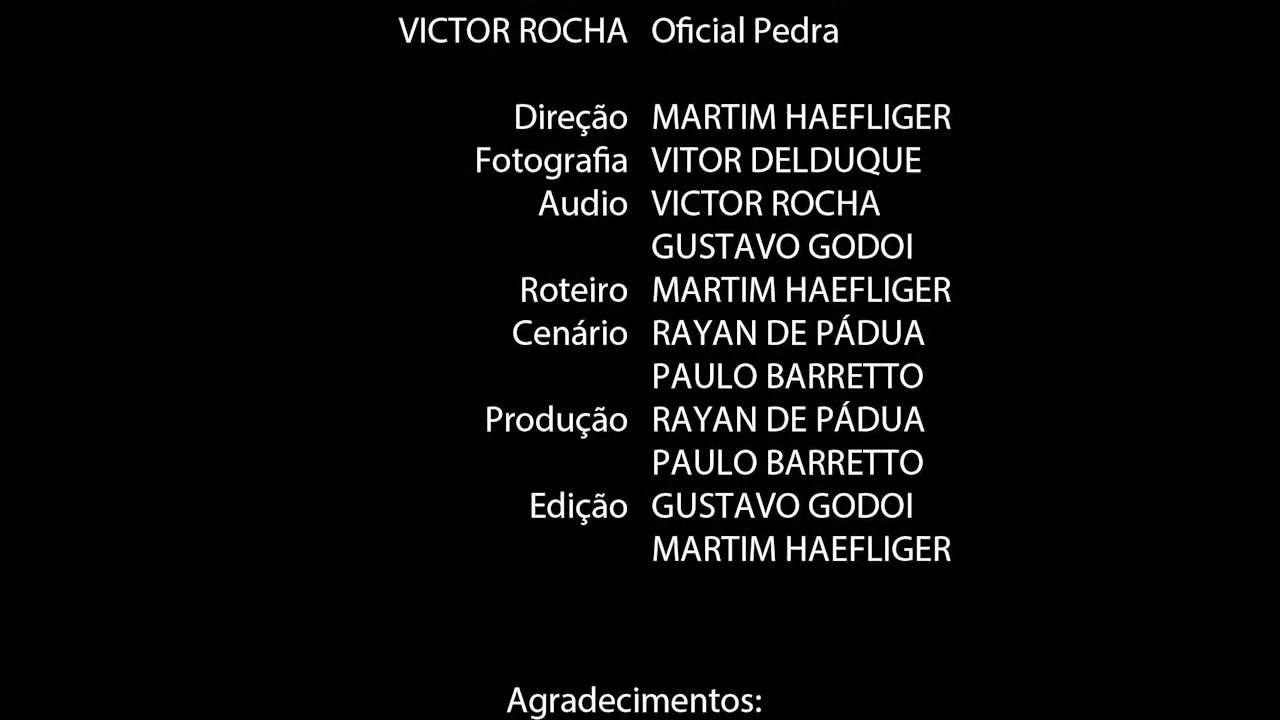 VICTOR ROCHA Oficial Pedra
Direção MARTIM HAEFLIGER
Fotografia VITOR DELDUQUE
Audio VICTOR ROCHA
GUSTAVO GODOI
Roteiro MARTIM HAEFLIGER
Cenário RAYAN DE PÁDUA
PAULO BARRETTO
Produção RAYAN DE PÁDUA
PAULO BARRETTO
Edição GUSTAVO GODOI
MARTIM HAEFLIGER
Agradecimentos: